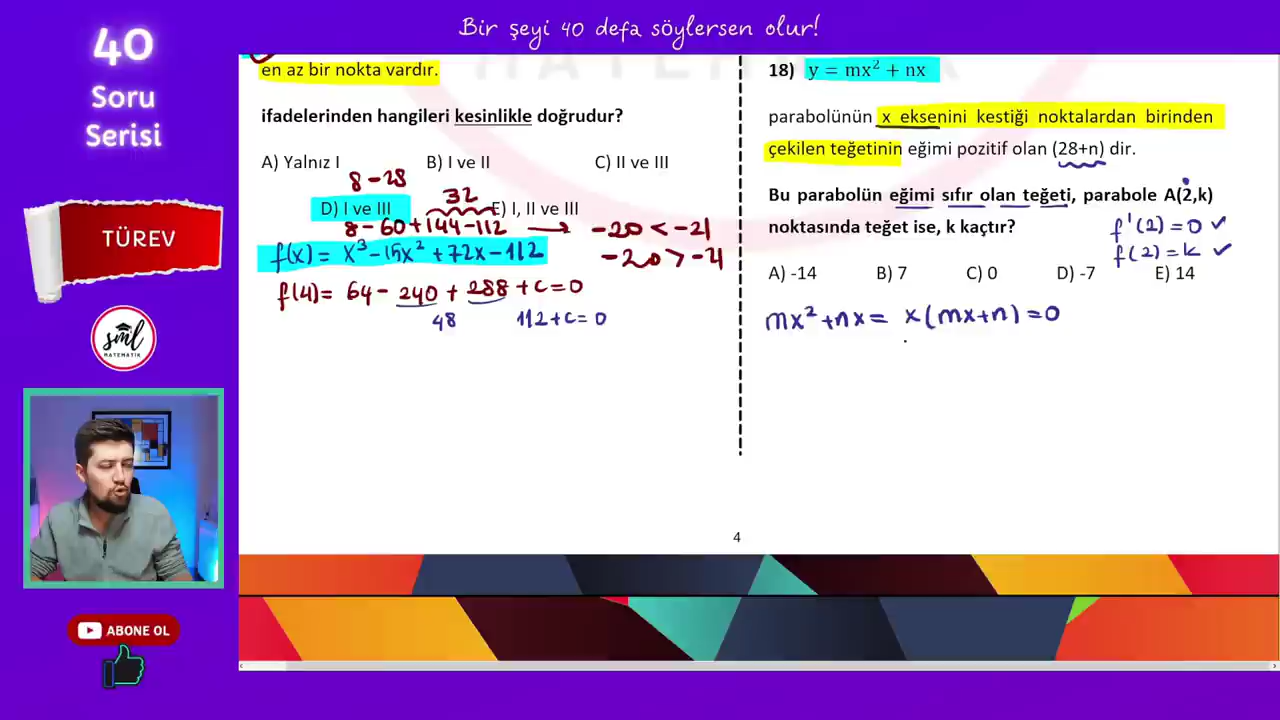 Bir şeyi 40 defa söylersen olur!
40
Soru
Serisi
TÜREV
sml
MATEMATİK
ABONE OL
MATEMATİK
en az bir nokta vardır.
ifadelerinden hangileri kesinlikle doğrudur?
A) Yalnız I B) I ve II C) II ve III
8-28
32
D) I ve III E) I, II ve III
8-60+144-112 → -20 < -21
f(x) = x³-15x²+72x-112 -20 > -21
f(4) = 64-240+288+c=0
48 112+c=0
18) y = mx² + nx
parabolünün x eksenini kestiği noktalardan birinden
çekilen teğetinin eğimi pozitif olan (28+n) dir.
Bu parabolün eğimi sıfır olan teğeti, parabole A(2,k)
noktasında teğet ise, k kaçtır?
f'(2)=0 ✓
f(2)=k ✓
A) -14 B) 7 C) 0 D) -7 E) 14
mx²+nx= x(mx+n)=0
4